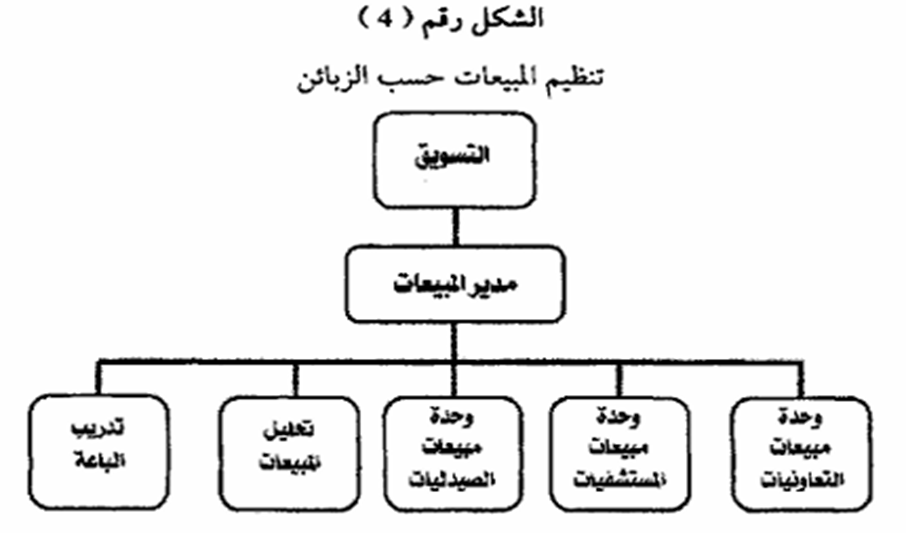 الشكل رقم ( 4 )
تنظيم المبيعات حسب الزبائن
التسويق
مدير المبيعات
وحدة
مبيعات
التعاونيات
وحدة
مبيعات
المستشفيات
وحدة
مبيعات
الصيدليات
تحليل
المبيعات
تدريب
الباعة